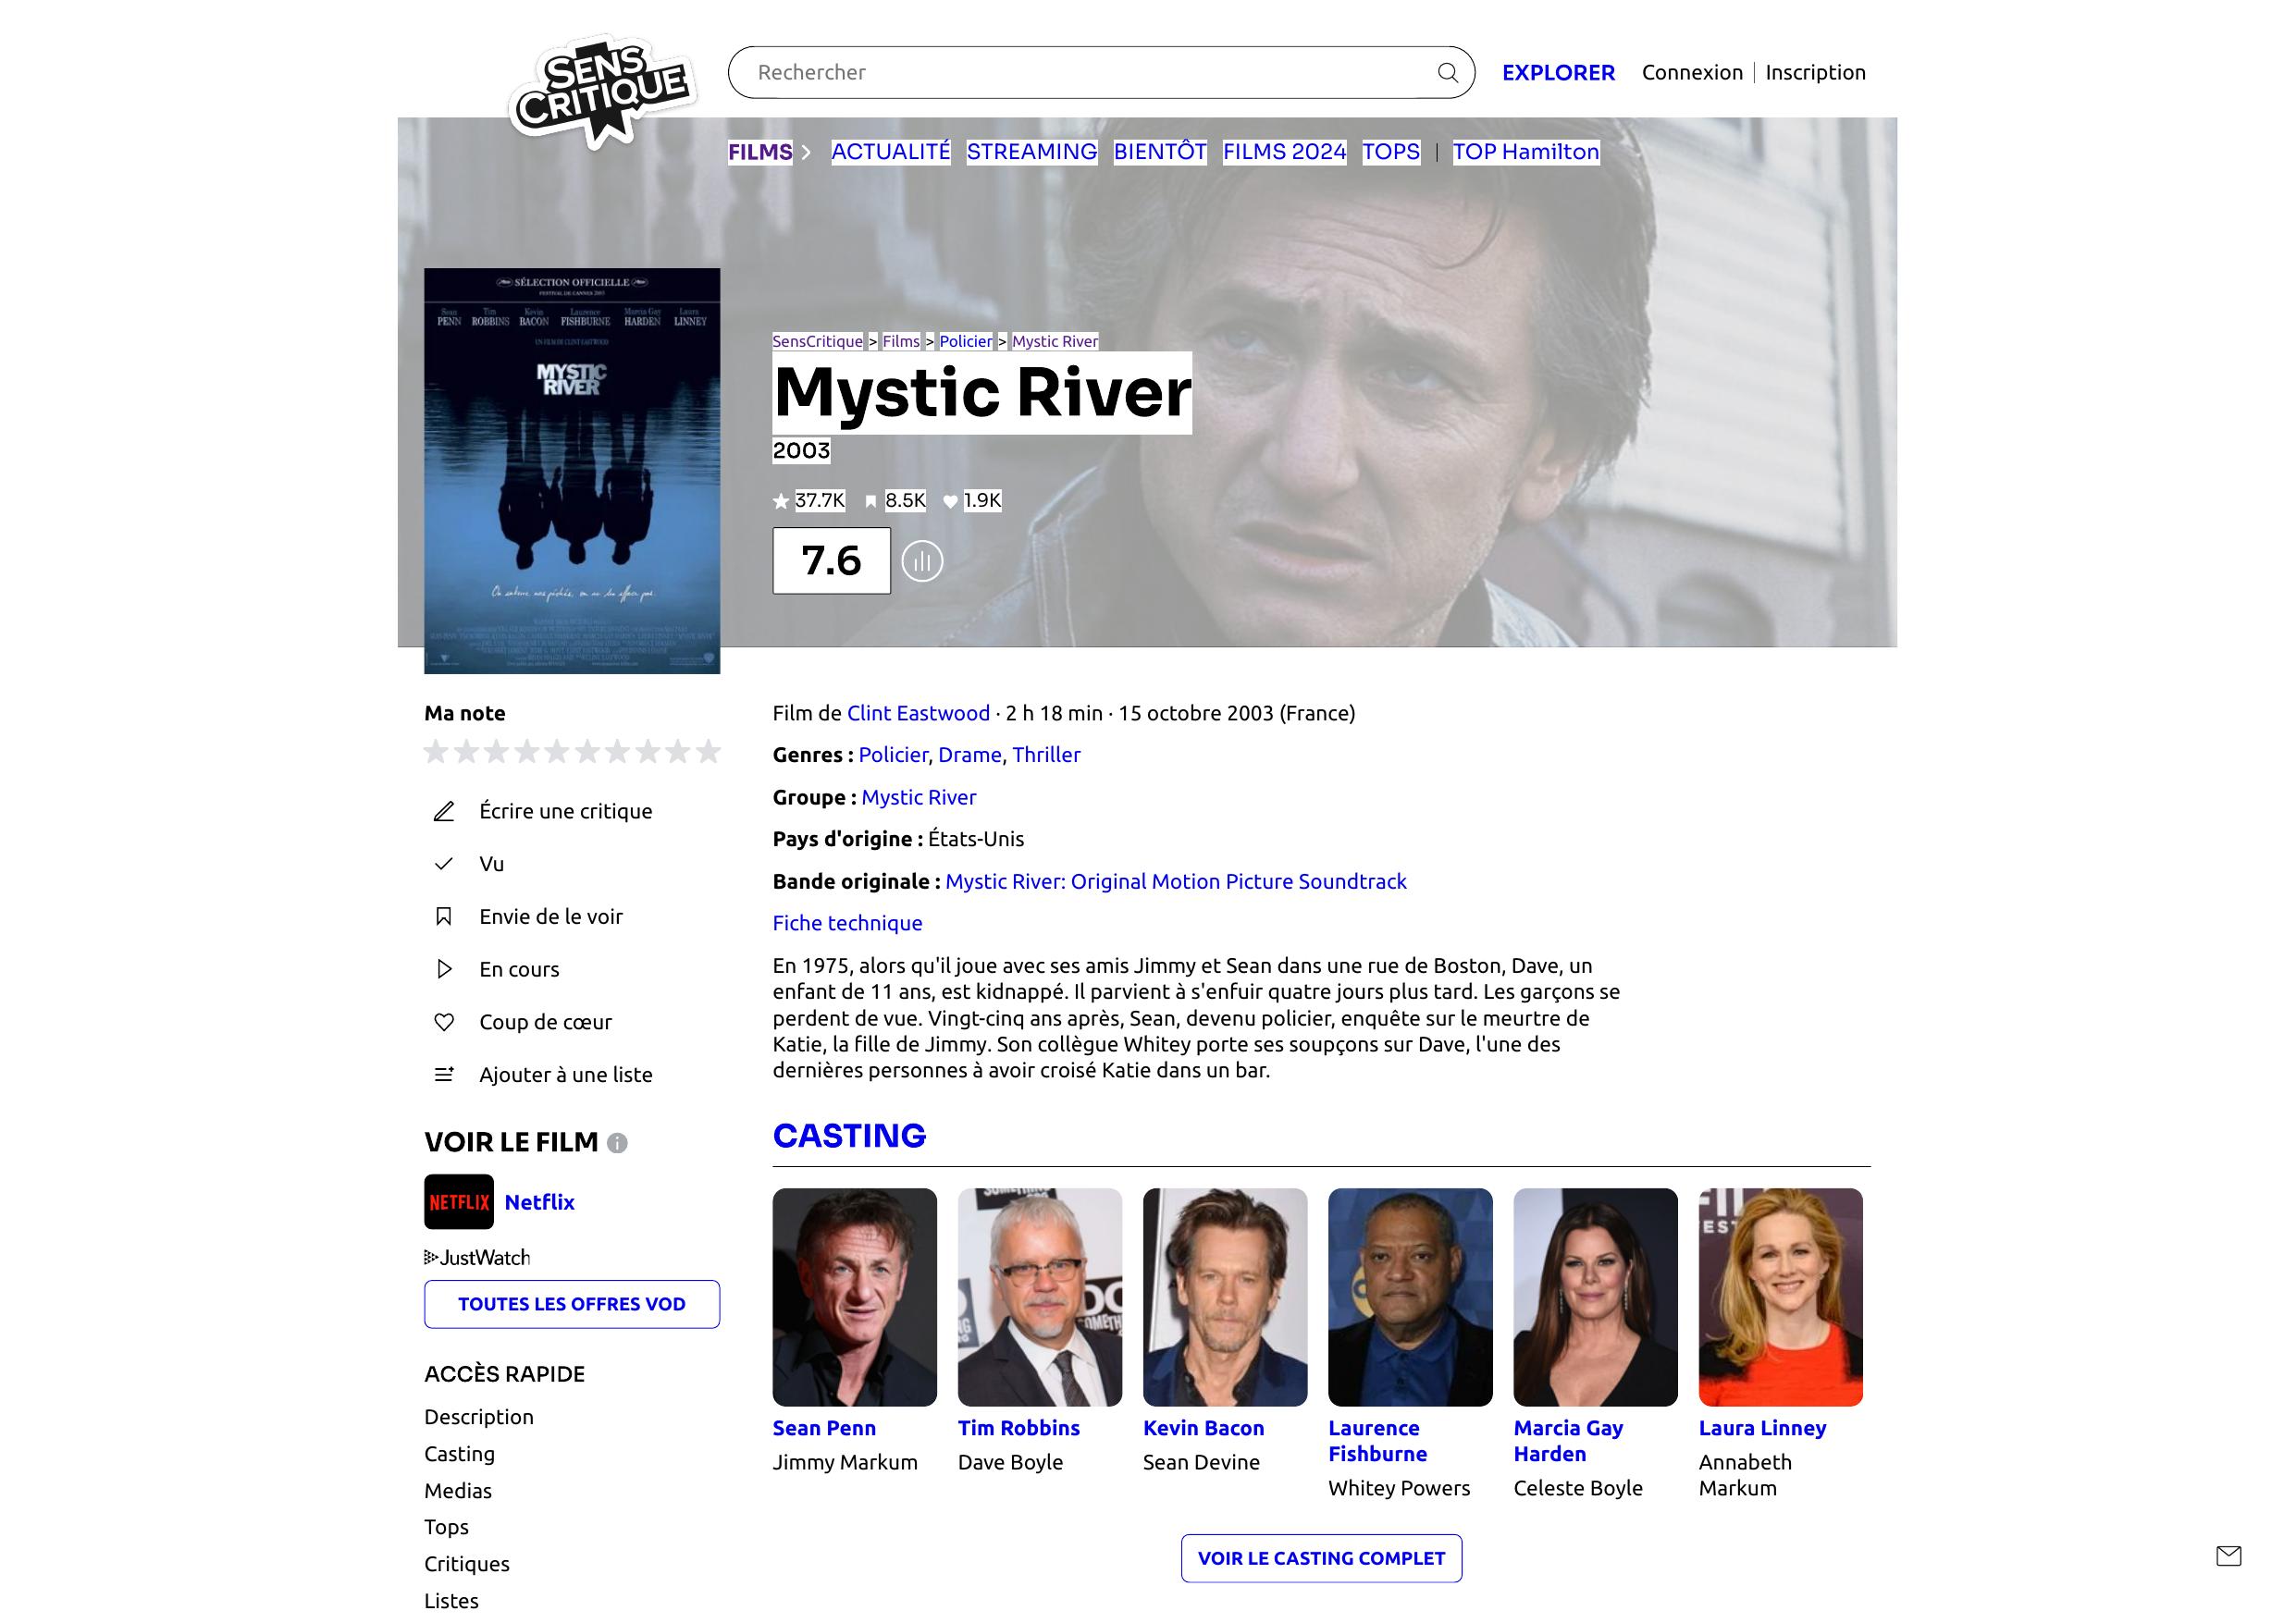 SENS
CRITIQUE
Rechercher
EXPLORER
Connexion
Inscription
FILMS
ACTUALITÉ
STREAMING
BIENTÔT
FILMS 2024
TOPS
TOP Hamilton
SÉLECTION OFFICIELLE
FESTIVAL DE CANNES 2003
Sean PENN
Tim ROBBINS
Kevin BACON
Laurence FISHBURNE
Marcia Gay HARDEN
Laura LINNEY
UN FILM DE CLINT EASTWOOD
MYSTIC
RIVER
SensCritique > Films > Policier > Mystic River
Mystic River
2003
37.7K
8.5K
1.9K
7.6
Ma note
Écrire une critique
Vu
Envie de le voir
En cours
Coup de cœur
Ajouter à une liste
VOIR LE FILM
NETFLIX
Netflix
JustWatch
TOUTES LES OFFRES VOD
ACCÈS RAPIDE
Description
Casting
Medias
Tops
Critiques
Listes
Film de Clint Eastwood · 2 h 18 min · 15 octobre 2003 (France)
Genres : Policier, Drame, Thriller
Groupe : Mystic River
Pays d'origine : États-Unis
Bande originale : Mystic River: Original Motion Picture Soundtrack
Fiche technique
En 1975, alors qu'il joue avec ses amis Jimmy et Sean dans une rue de Boston, Dave, un
enfant de 11 ans, est kidnappé. Il parvient à s'enfuir quatre jours plus tard. Les garçons se
perdent de vue. Vingt-cinq ans après, Sean, devenu policier, enquête sur le meurtre de
Katie, la fille de Jimmy. Son collègue Whitey porte ses soupçons sur Dave, l'une des
dernières personnes à avoir croisé Katie dans un bar.
CASTING
Sean Penn
Jimmy Markum
Tim Robbins
Dave Boyle
Kevin Bacon
Sean Devine
Laurence
Fishburne
Whitey Powers
Marcia Gay
Harden
Celeste Boyle
Laura Linney
Annabeth
Markum
VOIR LE CASTING COMPLET